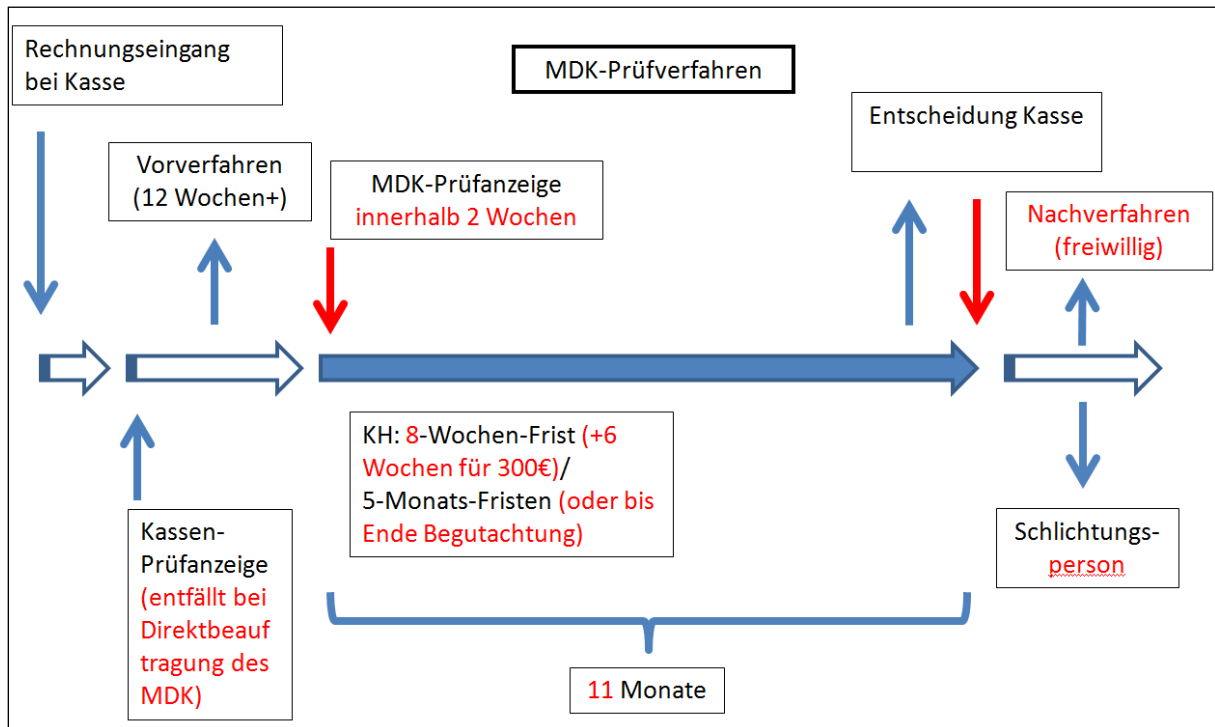 Rechnungseingang
bei Kasse
MDK-Prüfverfahren
Entscheidung Kasse
Vorverfahren
(12 Wochen+)
MDK-Prüfanzeige
innerhalb 2 Wochen
Nachverfahren
(freiwillig)
KH: 8-Wochen-Frist (+6
Wochen für 300€)/
5-Monats-Fristen (oder bis
Ende Begutachtung)
Kassen-
Prüfanzeige
(entfällt bei
Direktbeauf
tragung des
MDK)
Schlichtungs-
person
11 Monate